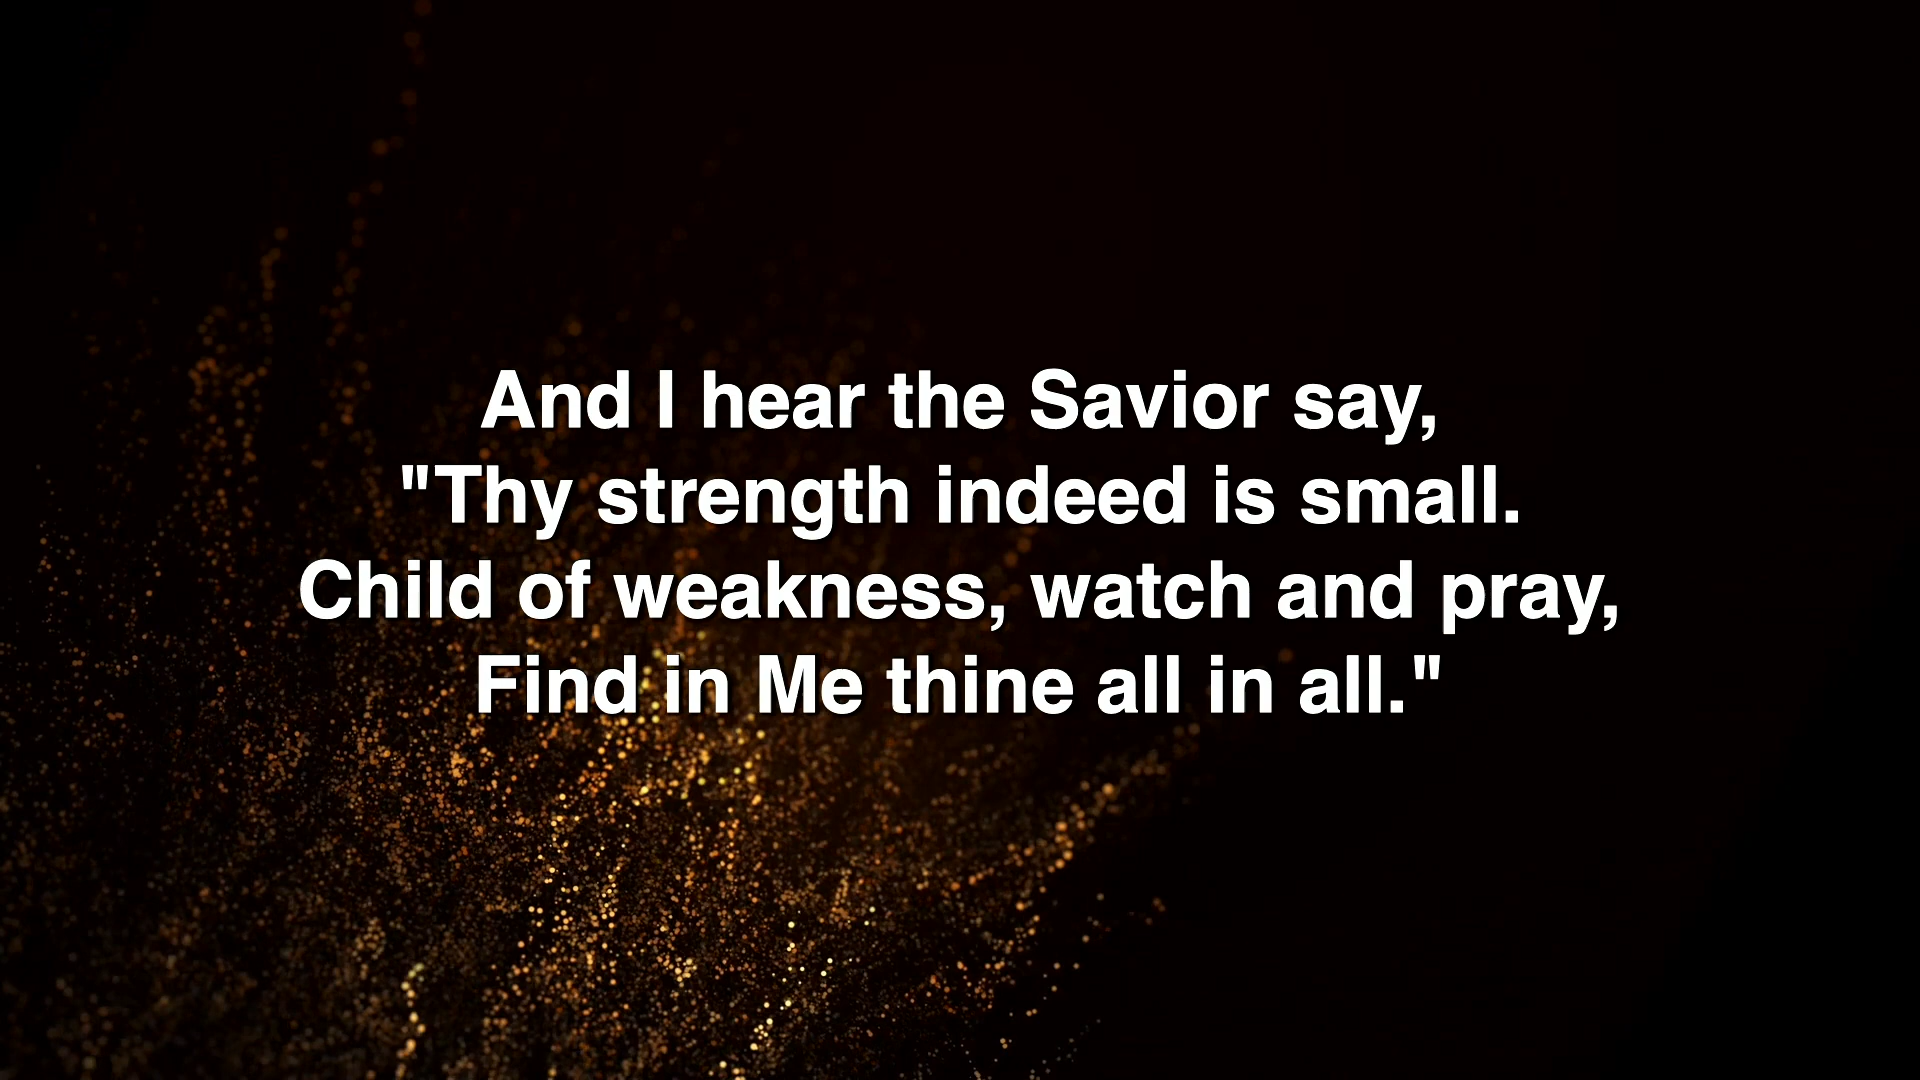 And I hear the Savior say,
"Thy strength indeed is small.
Child of weakness, watch and pray,
Find in Me thine all in all."